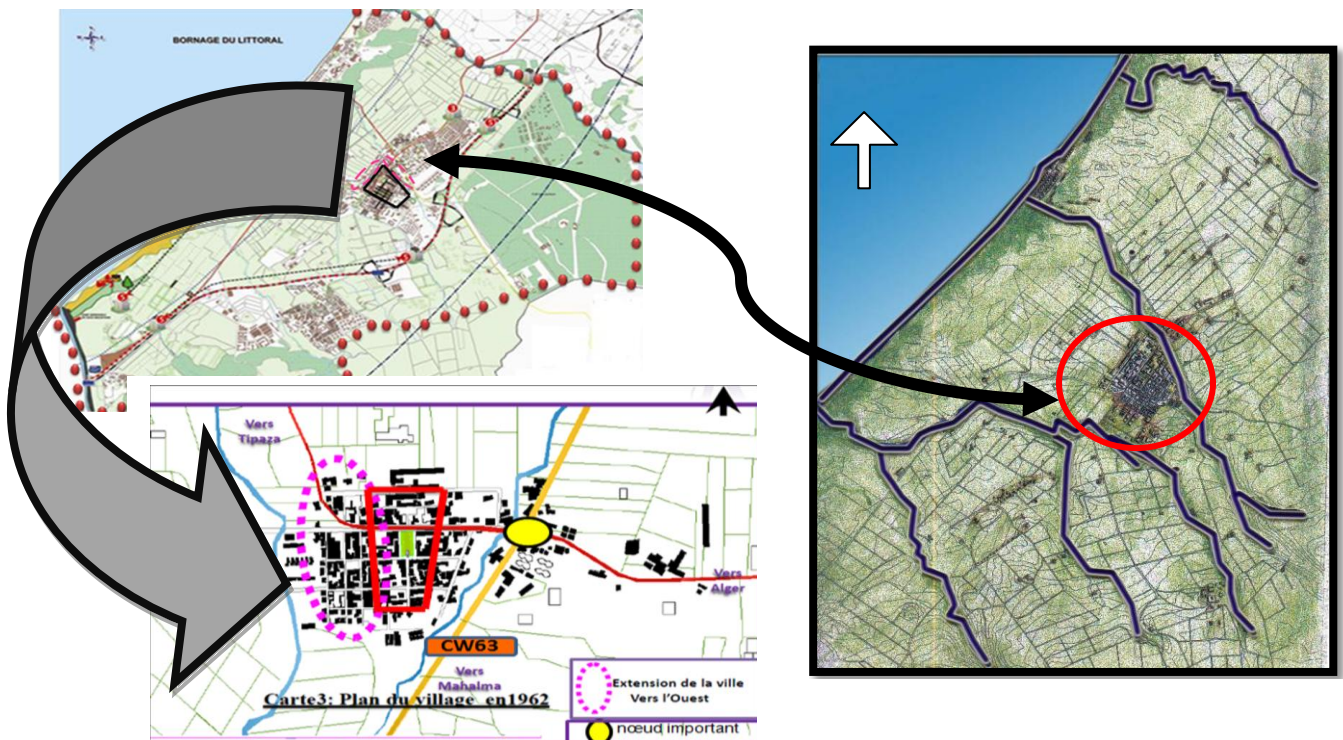 BORNAGE DU LITTORAL
Vers
Tipaza
Vers
Alger
CW63
Vers
Mahalma
Carte3: Plan du village en1962
Extension de la ville
Vers l'Ouest
nœud important